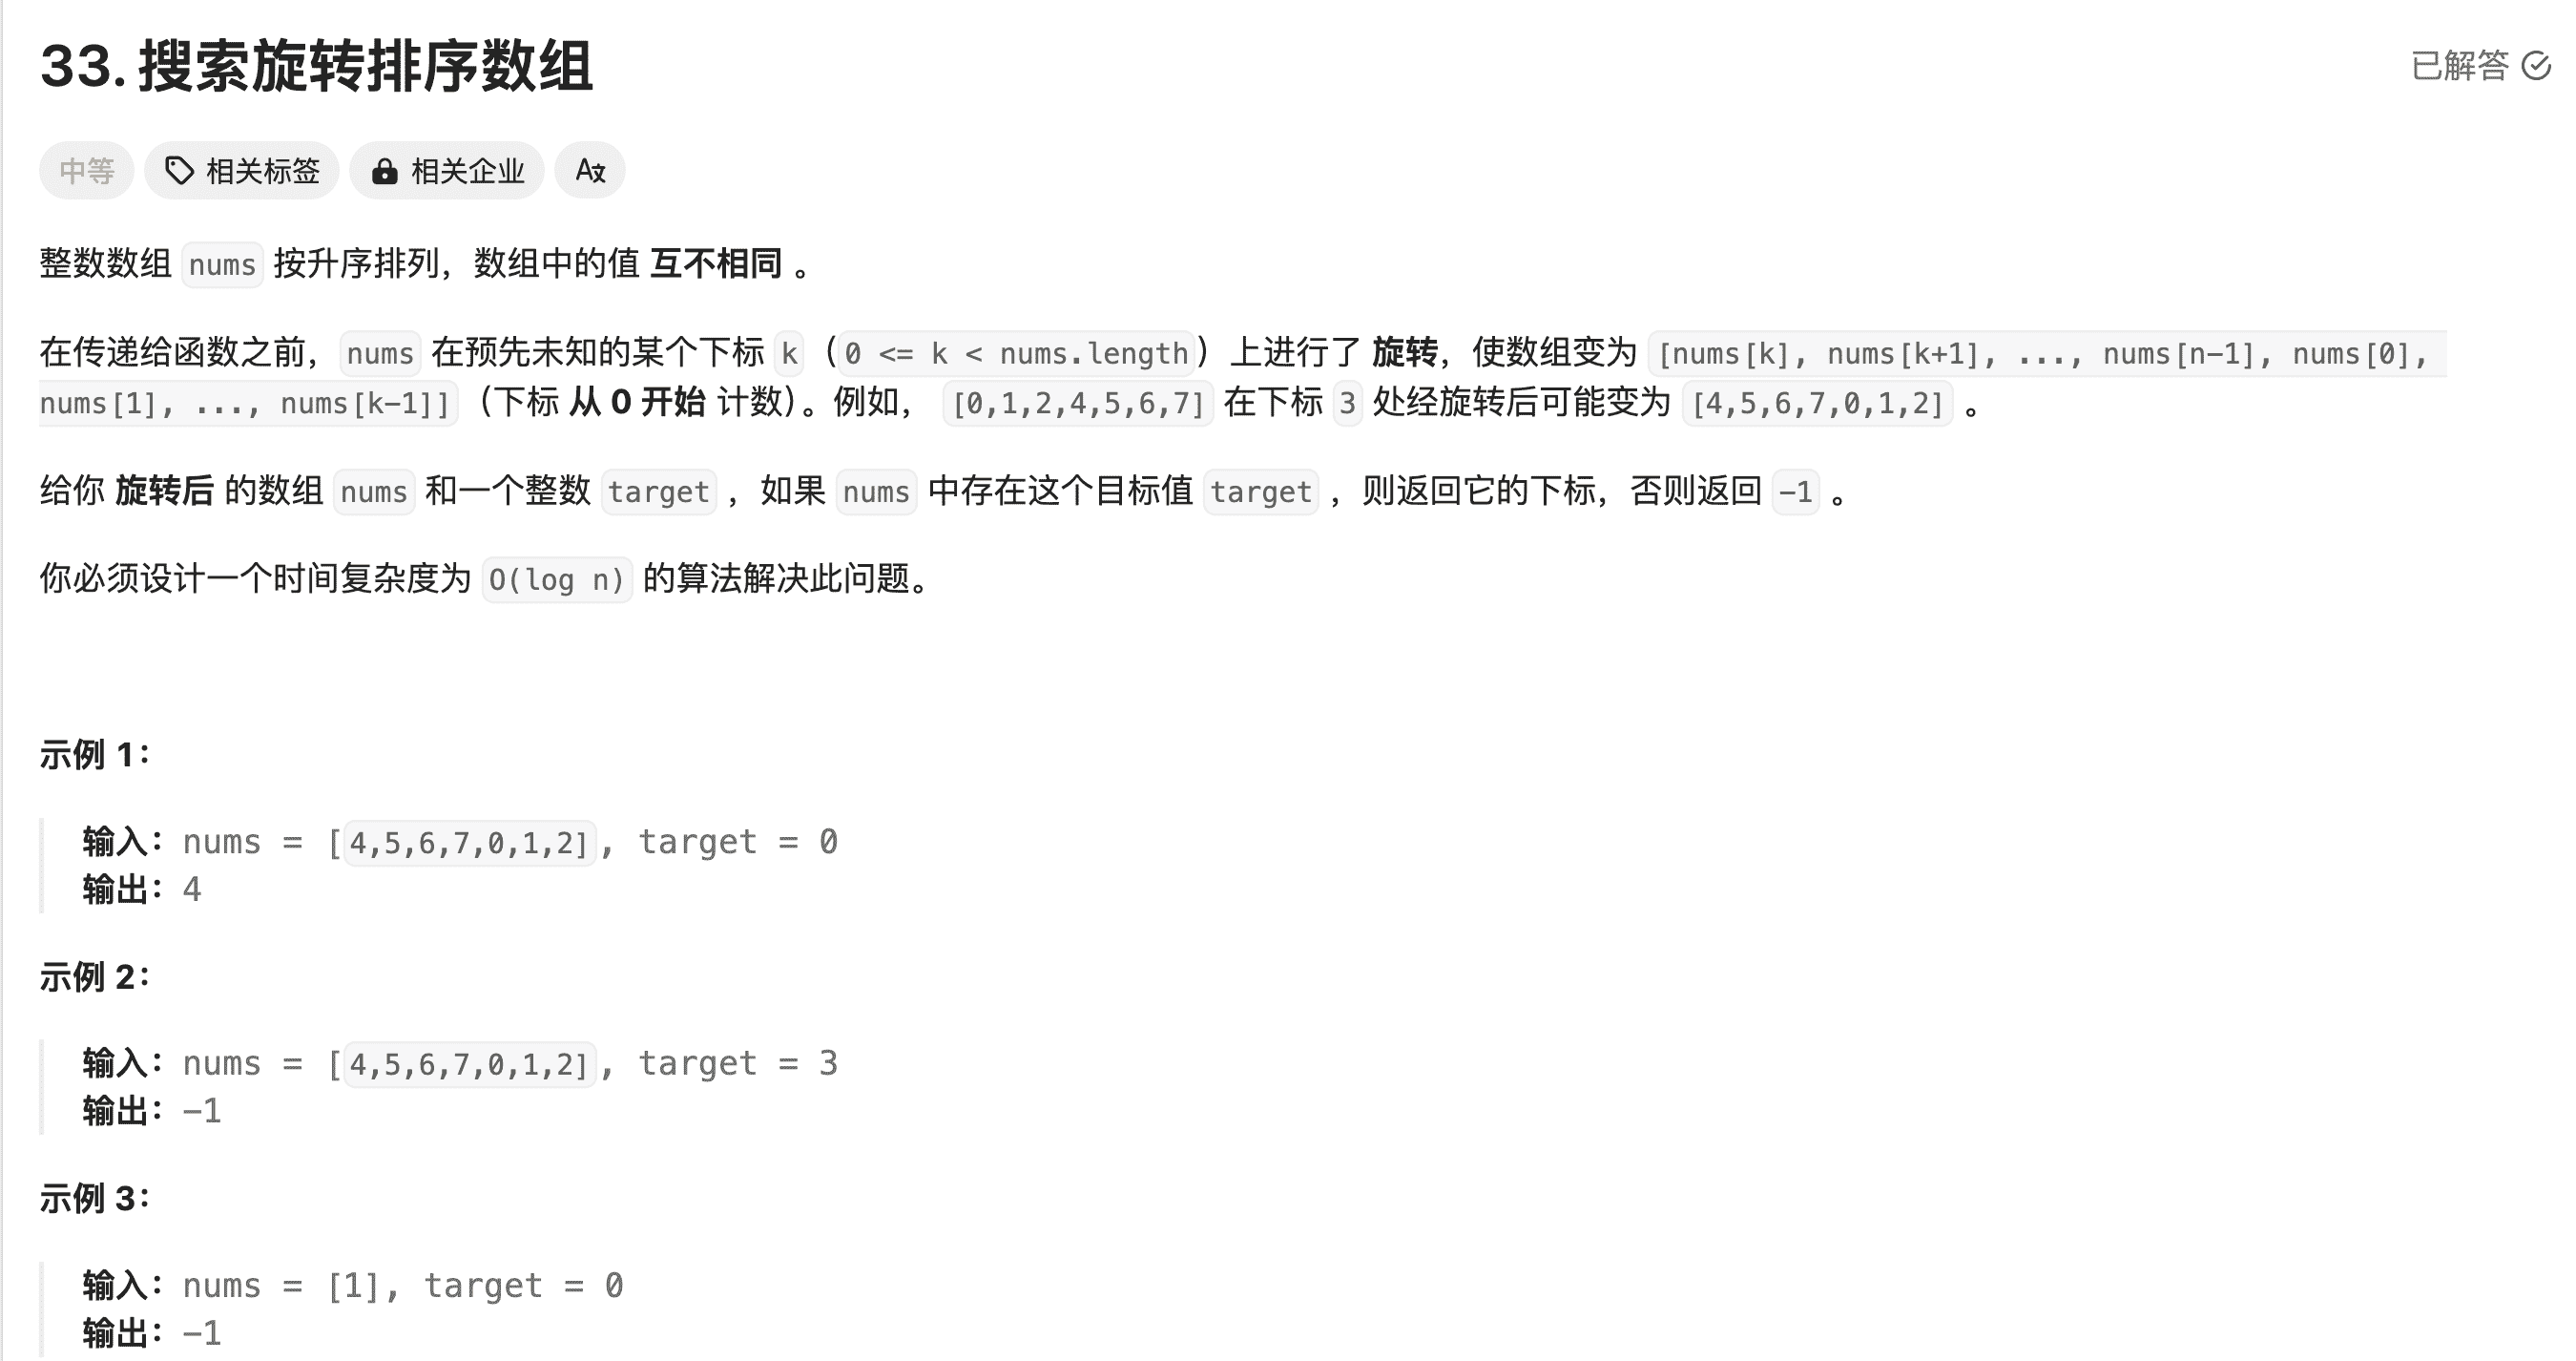 33. 搜索旋转排序数组
已解答
中等 相关标签 相关企业 A文
整数数组 nums 按升序排列，数组中的值 互不相同 。
在传递给函数之前，nums 在预先未知的某个下标 k（0 <= k < nums.length）上进行了 旋转，使数组变为 [nums[k], nums[k+1], ..., nums[n-1], nums[0],
nums[1], ..., nums[k-1]]（下标 从 0 开始 计数）。例如， [0,1,2,4,5,6,7] 在下标 3 处经旋转后可能变为 [4,5,6,7,0,1,2] 。
给你 旋转后 的数组 nums 和一个整数 target ，如果 nums 中存在这个目标值 target ，则返回它的下标，否则返回 -1 。
你必须设计一个时间复杂度为 O(log n) 的算法解决此问题。
示例 1：
输入：nums = [4,5,6,7,0,1,2], target = 0
输出：4
示例 2：
输入：nums = [4,5,6,7,0,1,2], target = 3
输出：-1
示例 3：
输入：nums = [1], target = 0
输出：-1